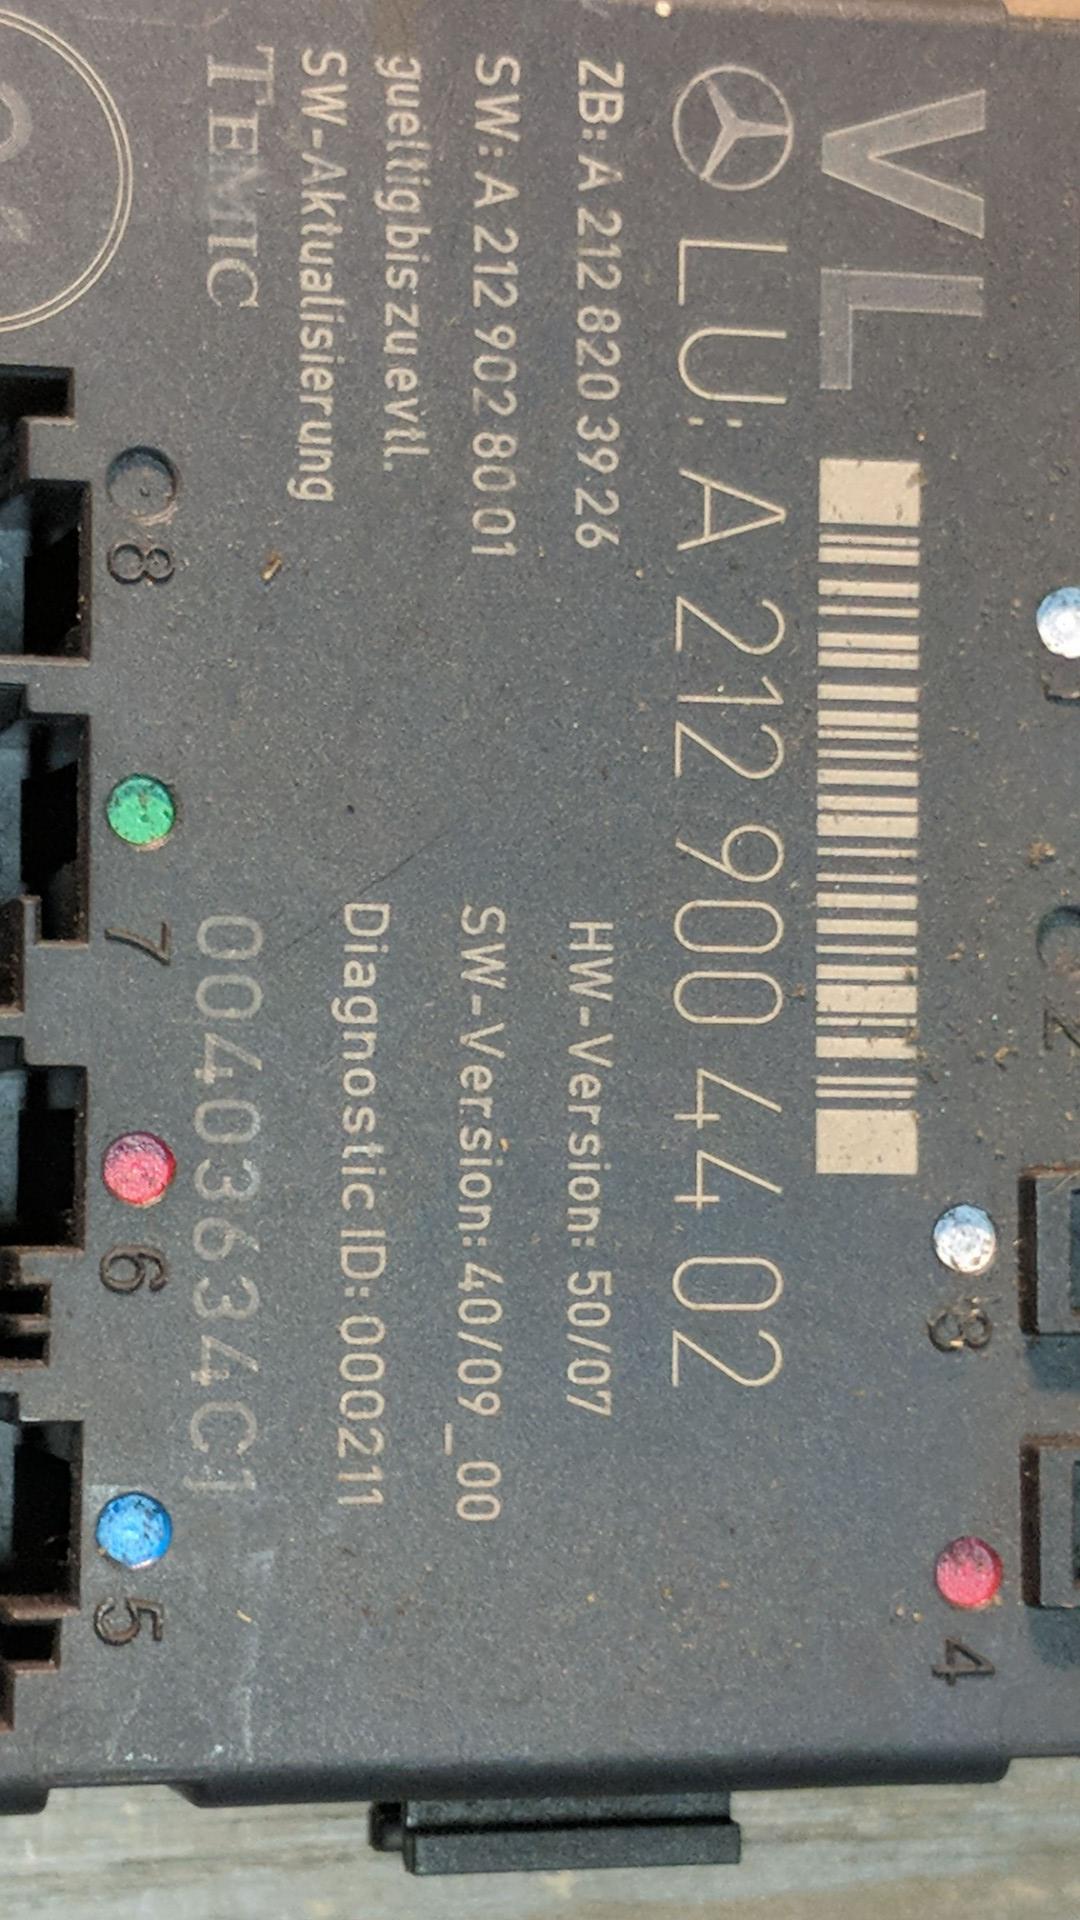 VL
LU: A 212 900 44 02
ZB: A 212 820 39 26
HW-Version: 50/07
SW: A 212 902 80 01
SW-Version: 40/09_00
gueltig bis zu evtl.
SW-Aktualisierung
Diagnostic ID: 000211
TEMIC
00403634C1
2
3
4
C 8
7
6
5